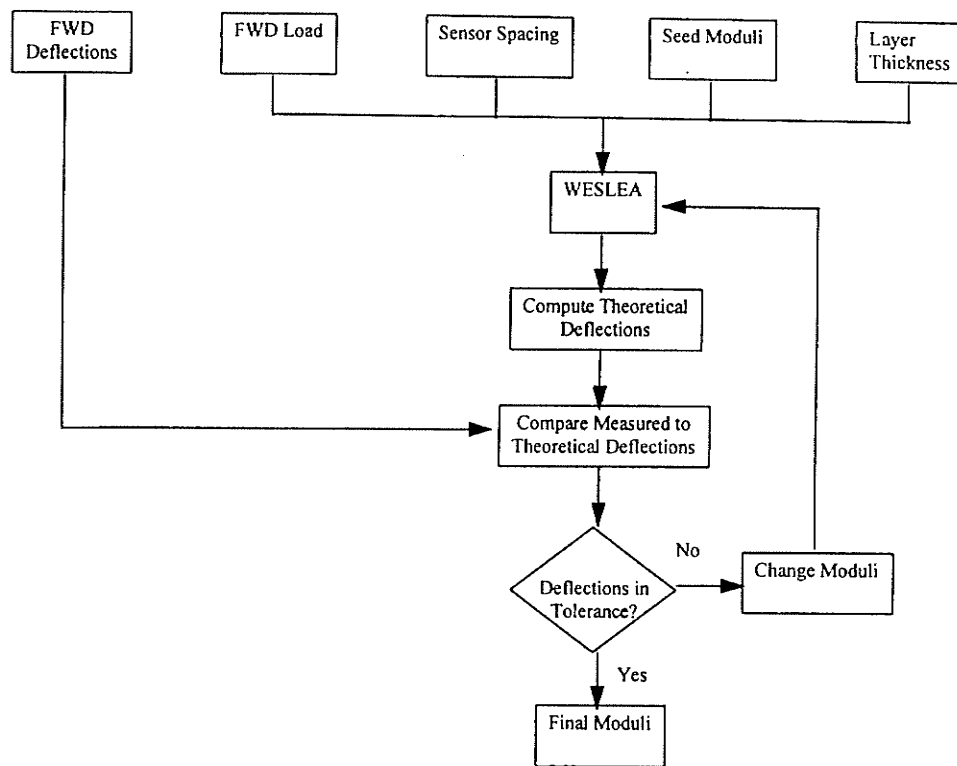 FWD
Deflections
FWD Load
Sensor Spacing
Seed Moduli
Layer
Thickness
WESLEA
Compute Theoretical
Deflections
Compare Measured to
Theoretical Deflections
No
Deflections in
Tolerance?
Change Moduli
Yes
Final Moduli